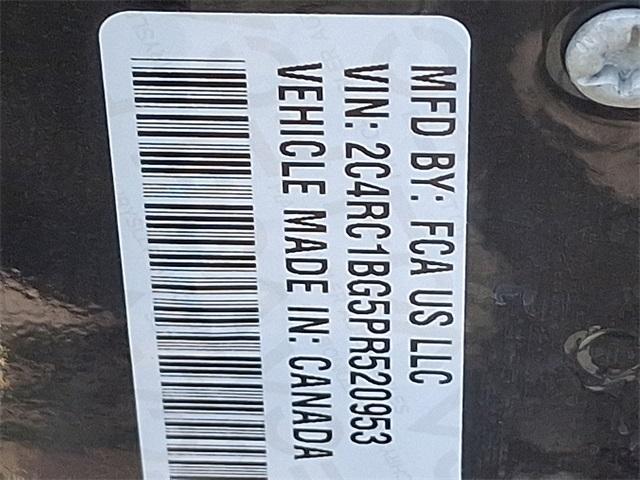 MFD BY: FCA US LLC
VIN: 2C4RC1BG5PR520953
VEHICLE MADE IN: CANADA